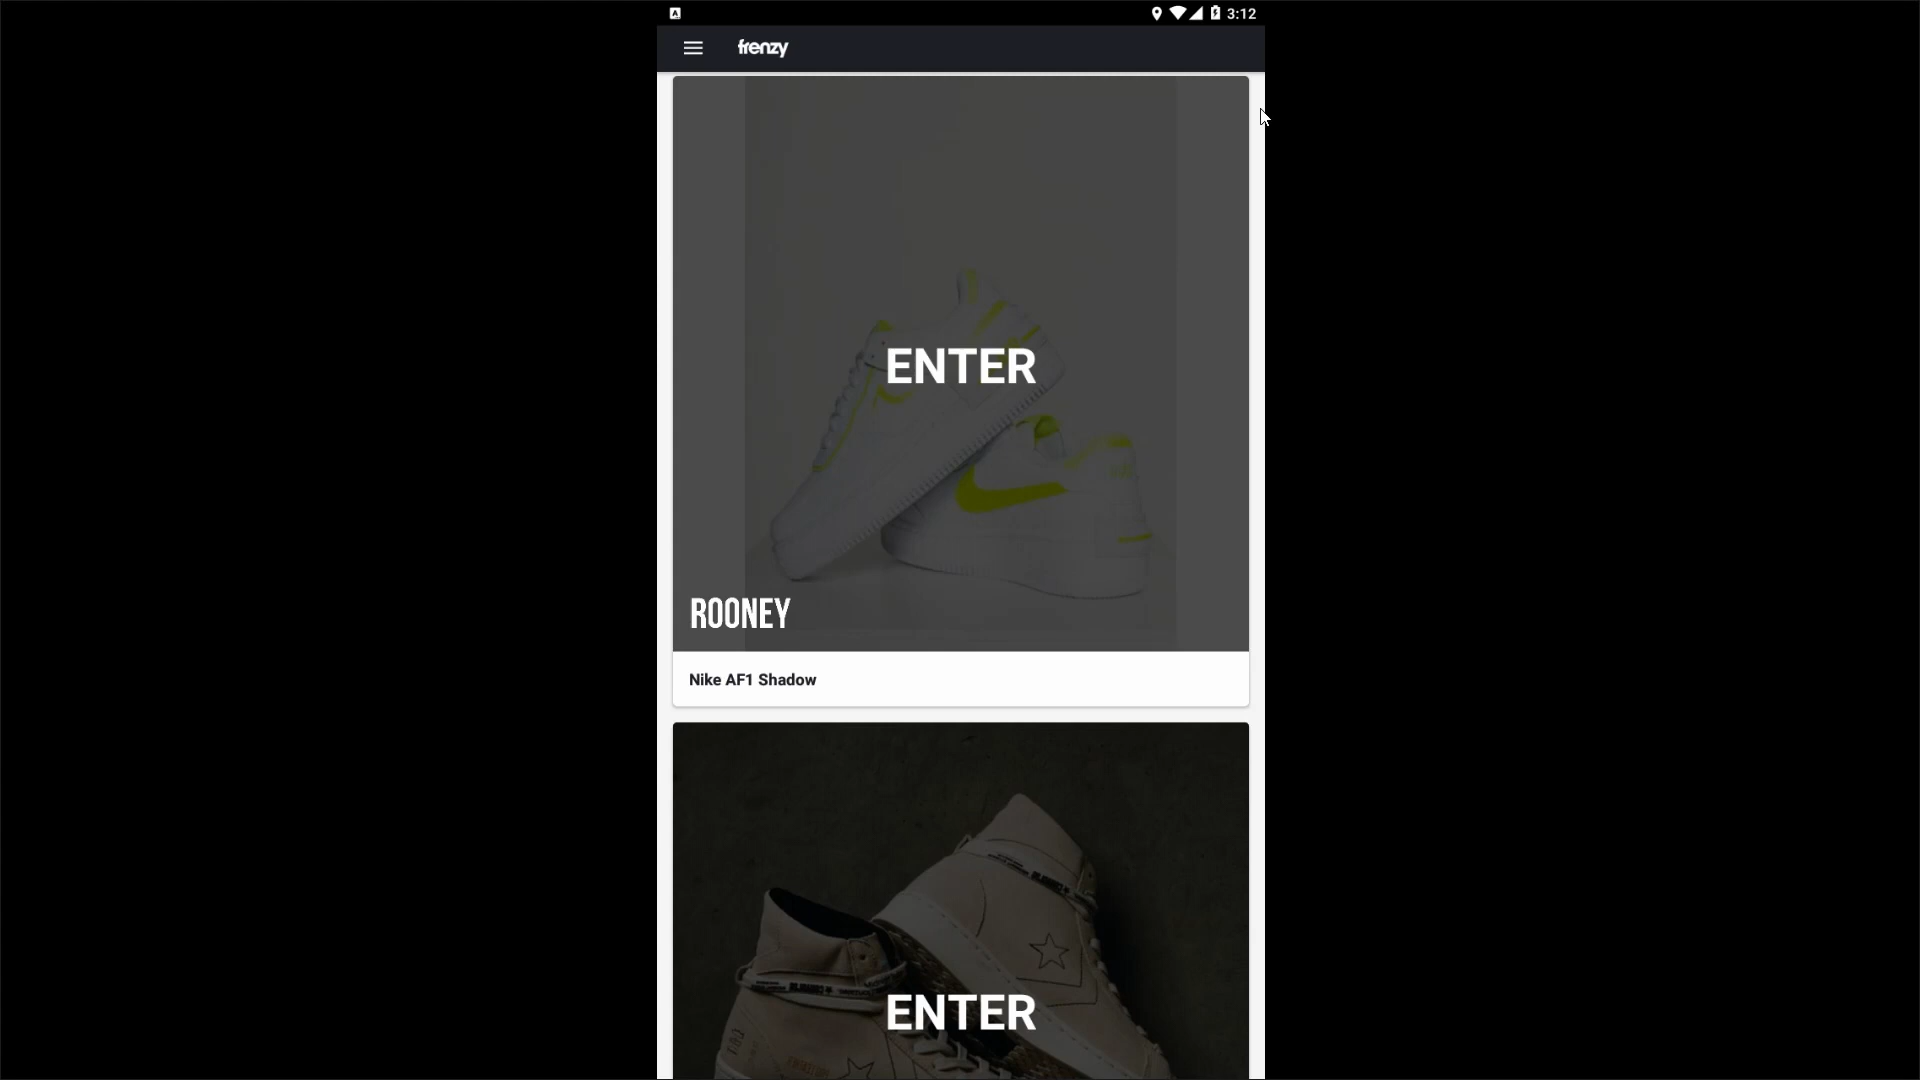 3:12
frenzy
ENTER
ROONEY
Nike AF1 Shadow
ENTER